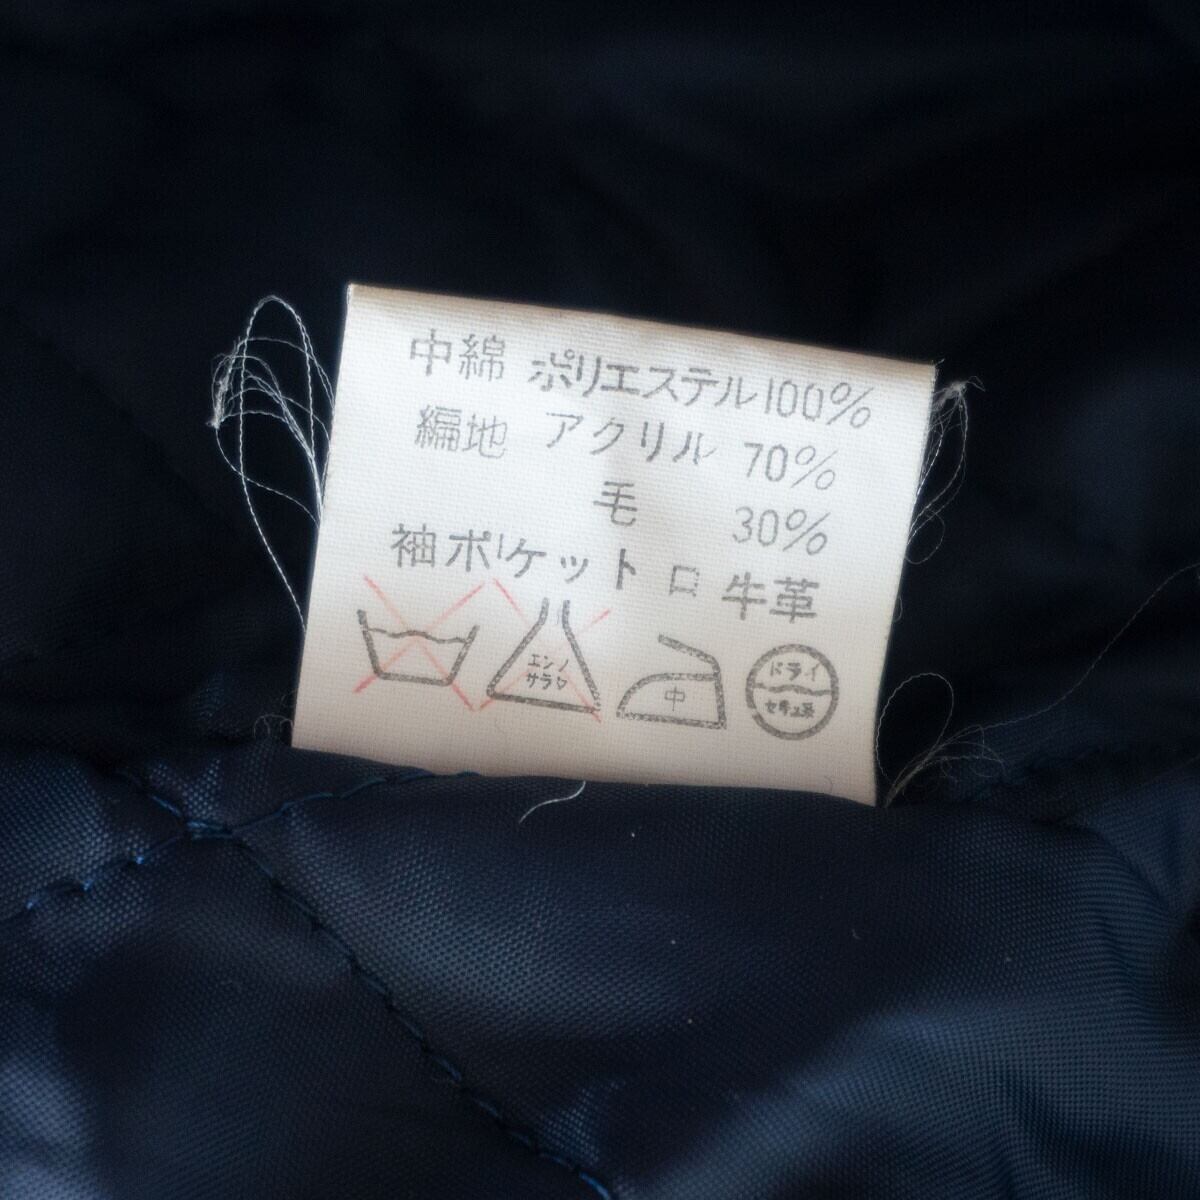 中綿 ポリエステル100%
編地 アクリル 70%
毛 30%
袖ポケット口 牛革
エンソ
サラシ
中
ドライ
セキユ系